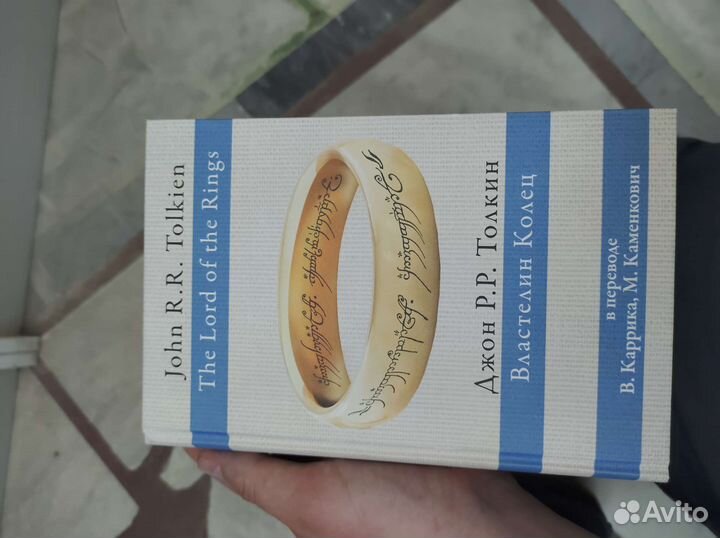 John R.R. Tolkien
The Lord of the Rings
Джон Р.Р. Толкин
Властелин Колец
в переводе
В. Каррика, М. Каменкович
Avito